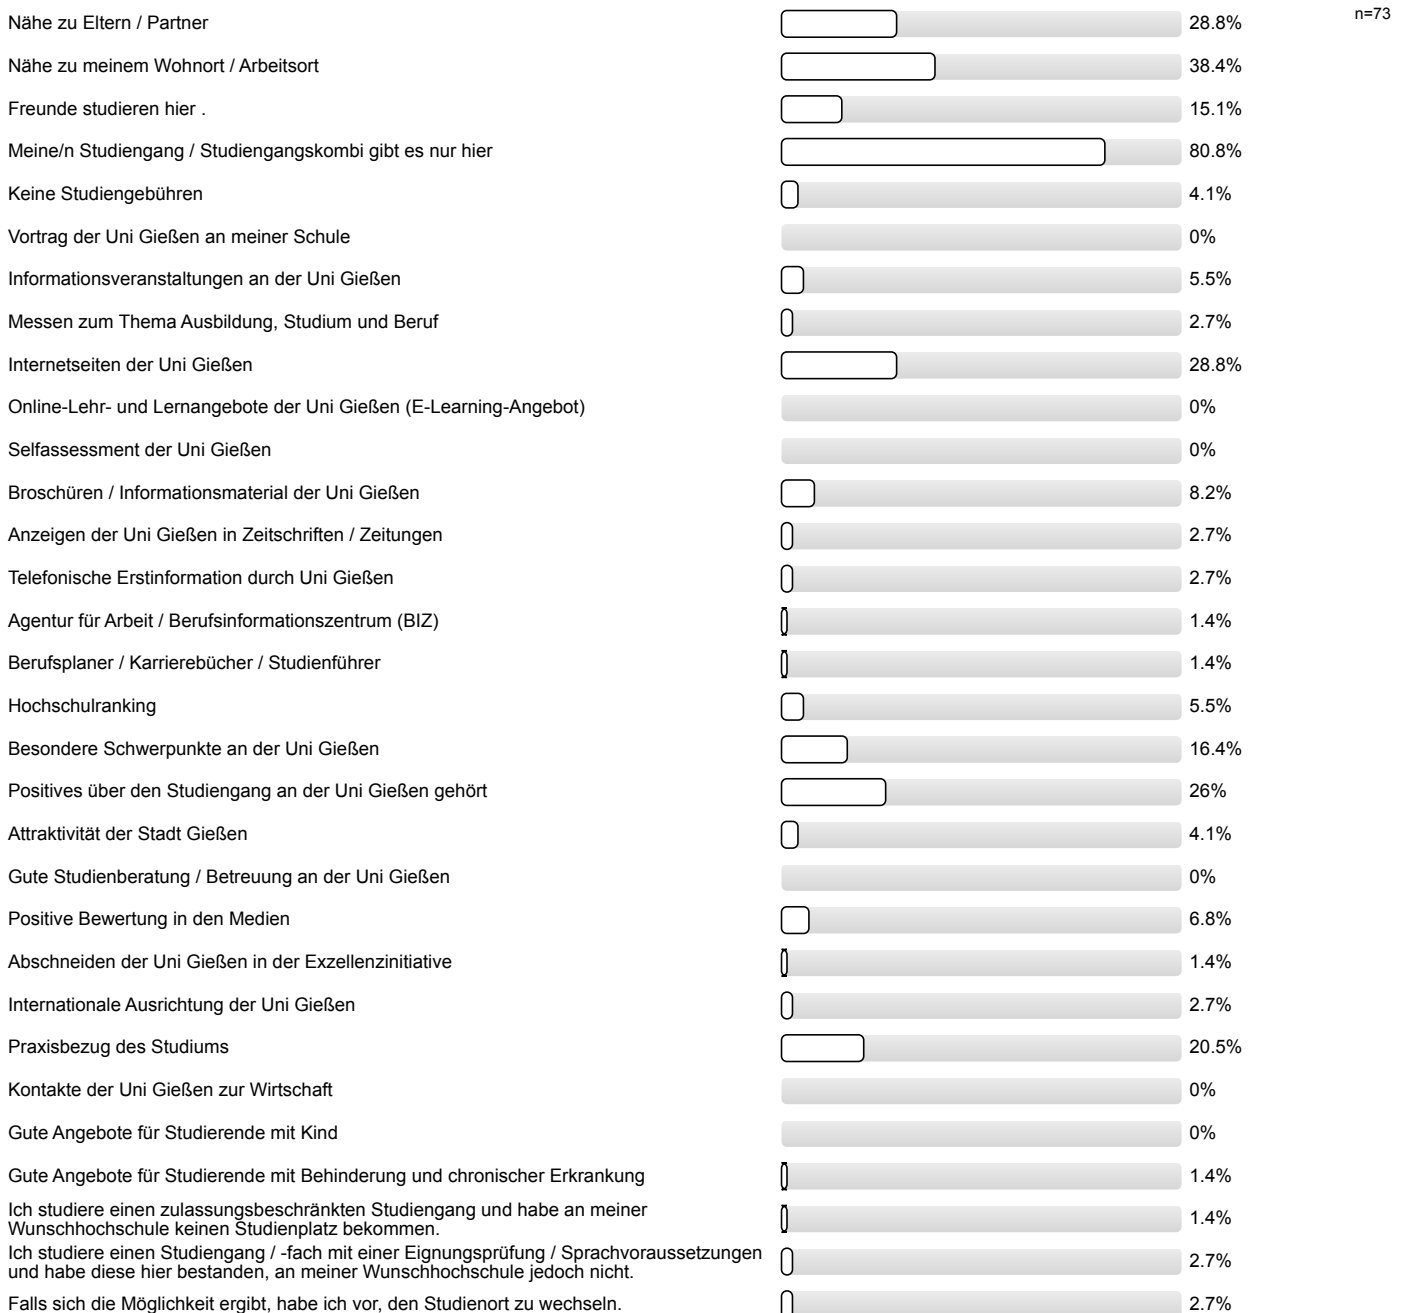 Nähe zu Eltern / Partner 28.8% n=73
Nähe zu meinem Wohnort / Arbeitsort 38.4%
Freunde studieren hier . 15.1%
Meine/n Studiengang / Studiengangskombi gibt es nur hier 80.8%
Keine Studiengebühren 4.1%
Vortrag der Uni Gießen an meiner Schule 0%
Informationsveranstaltungen an der Uni Gießen 5.5%
Messen zum Thema Ausbildung, Studium und Beruf 2.7%
Internetseiten der Uni Gießen 28.8%
Online-Lehr- und Lernangebote der Uni Gießen (E-Learning-Angebot) 0%
Selfassessment der Uni Gießen 0%
Broschüren / Informationsmaterial der Uni Gießen 8.2%
Anzeigen der Uni Gießen in Zeitschriften / Zeitungen 2.7%
Telefonische Erstinformation durch Uni Gießen 2.7%
Agentur für Arbeit / Berufsinformationszentrum (BIZ) 1.4%
Berufsplaner / Karrierebücher / Studienführer 1.4%
Hochschulranking 5.5%
Besondere Schwerpunkte an der Uni Gießen 16.4%
Positives über den Studiengang an der Uni Gießen gehört 26%
Attraktivität der Stadt Gießen 4.1%
Gute Studienberatung / Betreuung an der Uni Gießen 0%
Positive Bewertung in den Medien 6.8%
Abschneiden der Uni Gießen in der Exzellenzinitiative 1.4%
Internationale Ausrichtung der Uni Gießen 2.7%
Praxisbezug des Studiums 20.5%
Kontakte der Uni Gießen zur Wirtschaft 0%
Gute Angebote für Studierende mit Kind 0%
Gute Angebote für Studierende mit Behinderung und chronischer Erkrankung 1.4%
Ich studiere einen zulassungsbeschränkten Studiengang und habe an meiner
Wunschhochschule keinen Studienplatz bekommen. 1.4%
Ich studiere einen Studiengang / -fach mit einer Eignungsprüfung / Sprachvoraussetzungen
und habe diese hier bestanden, an meiner Wunschhochschule jedoch nicht. 2.7%
Falls sich die Möglichkeit ergibt, habe ich vor, den Studienort zu wechseln. 2.7%